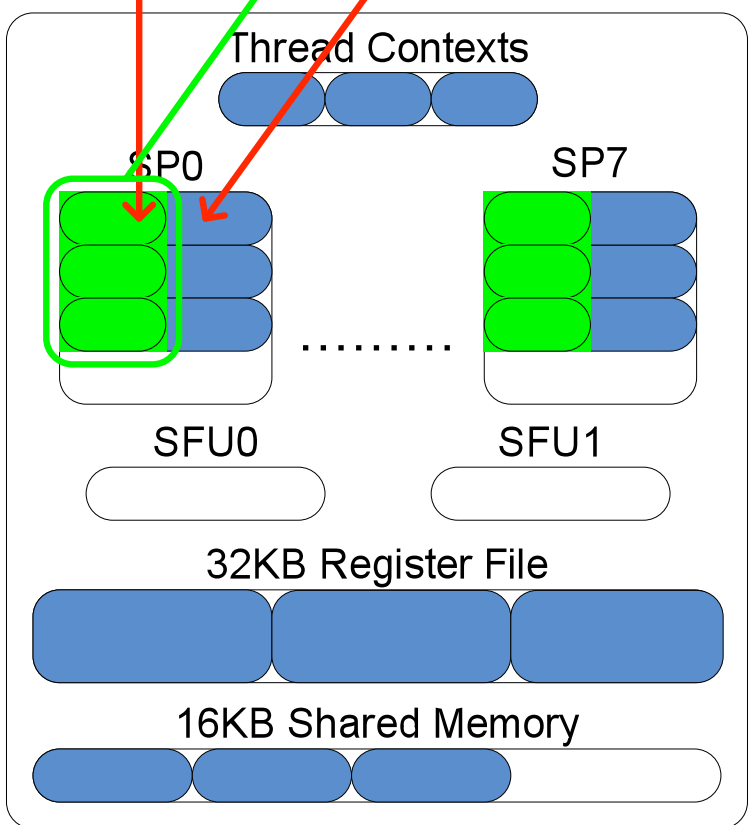 Thread Contexts
SP0
SP7
.........
SFU0
SFU1
32KB Register File
16KB Shared Memory